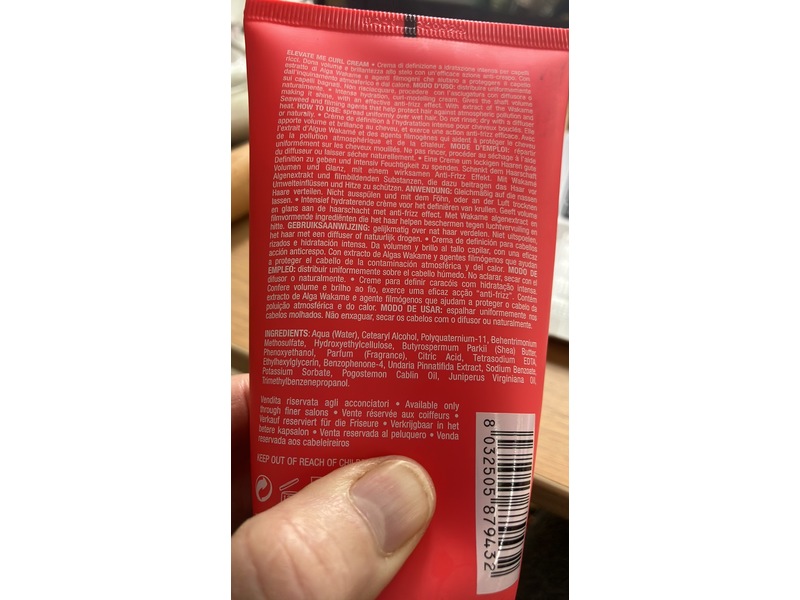 ELEVATE ME CURL CREAM • Crema di definizione e idratazione intensa per capelli
ricci. Dona volume e brillantezza allo stelo con un'efficace azione anti-crespo. Con
estratto di Alga Wakame e agenti filmogeni che aiutano a proteggere il capello
dall'inquinamento atmosferico e dal calore. MODO D'USO: distribuire uniformemente
sui capelli bagnati. Non risciacquare, procedere con l'asciugatura con diffusore o
naturalmente. • Intense hydration, curl-modelling cream. Gives the shaft volume
making it shine, with an effective anti-frizz effect. With extract of the Wakame
Seaweed and filming agents that help protect hair against atmospheric pollution and
heat. HOW TO USE: spread uniformly over wet hair. Do not rinse, dry with a diffuser
or naturally. • Crème de définition et d'hydratation intense pour cheveux bouclés. Elle
apporte volume et brillance au cheveu, et exerce une action anti-frizz efficace. Avec
l'extrait d'Algue Wakamé et des agents filmogènes qui aident à protéger le cheveu
de la pollution atmosphérique et de la chaleur. MODE D'EMPLOI: répartir
uniformément sur les cheveux mouillés. Ne pas rincer, procéder au séchage à l'aide
du diffuseur ou laisser sécher naturellement. • Eine Creme um lockigen Haaren gute
Definition zu geben und Intensiv Feuchtigkeit zu spenden. Schenkt dem Haarschaft
Volumen und Glanz, mit einem wirksamen Anti-Frizz Effekt. Mit Wakame
Algenextrakt und filmbildenden Substanzen, die dazu beitragen das Haar vor
Umwelteinflüssen und Hitze zu schützen. ANWENDUNG: Gleichmäßig auf die nassen
Haare verteilen. Nicht ausspülen und mit dem Föhn, oder an der Luft trocknen
lassen. • Intensief hydraterende crème voor het definiëren van krullen. Geeft volume
en glans aan de haarschacht met anti-frizz effect. Met Wakame algenextract en
filmvormende ingrediënten die het haar helpen beschermen tegen luchtvervuiling en
hitte. GEBRUIKSAANWIJZING: gelijkmatig over nat haar verdelen. Niet uitspoelen,
het haar met een diffuser of natuurlijk drogen. • Crema de definición para cabellos
rizados e hidratación intensa. Da volumen y brillo al tallo capilar, con una eficaz
acción anticrespo. Con extracto de Algas Wakame y agentes filmógenos que ayudan
a proteger el cabello de la contaminación atmosférica y del calor. MODO DE
EMPLEO: distribuir uniformemente sobre el cabello húmedo. No aclarar, secar con el
difusor o naturalmente. • Creme para definir caracóis com hidratação intensa.
Confere volume e brilho ao fio, exerce uma eficaz acção "anti-frizz". Contém
extracto de Alga Wakame e agentes filmógenos que ajudam a proteger o cabelo da
poluição atmosférica e do calor. MODO DE USAR: espalhar uniformemente nos
cabelos molhados. Não enxaguar, secar os cabelos com o difusor ou naturalmente.
INGREDIENTS: Aqua (Water), Cetearyl Alcohol, Polyquaternium-11, Behentrimonium
Methosulfate, Hydroxyethylcellulose, Butyrospermum Parkii (Shea) Butter,
Phenoxyethanol, Parfum (Fragrance), Citric Acid, Tetrasodium EDTA,
Ethylhexylglycerin, Benzophenone-4, Undaria Pinnatifida Extract, Sodium Benzoate,
Potassium Sorbate, Pogostemon Cablin Oil, Juniperus Virginiana Oil,
Trimethylbenzenepropanol.
Vendita riservata agli acconciatori • Available only
through finer salons • Vente réservée aux coiffeurs •
Verkauf reserviert für die Friseure • Verkrijgbaar in het
betere kapsalon • Venta reservada al peluquero • Venda
reservada aos cabeleireiros
KEEP OUT OF REACH OF
8 032505 879432